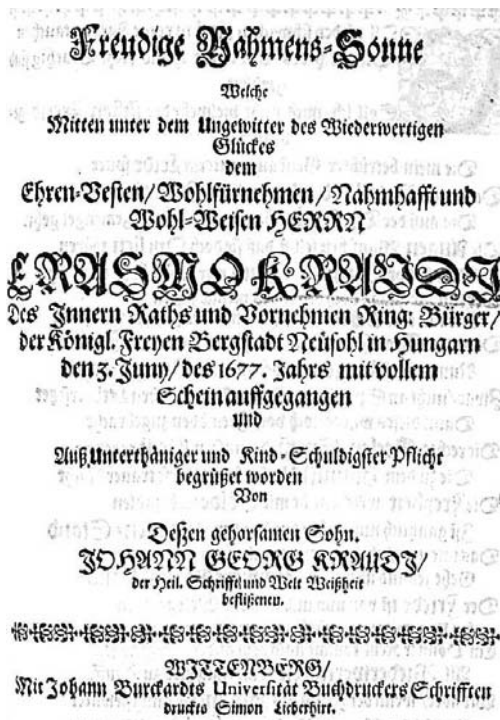 Freudige Nahmens-Sonne
Welche
Mitten unter dem Ungewitter des Wiederwertigen
Glückes
dem
Ehren-Vesten/ Wohlfürnehmen/ Nahmhafft und
Wohl-Weisen HERRN
ERASMO KRAUDI
Des Innern Raths und Vornehmen Ring: Bürger/
der Königl. Freyen Bergstadt Neüsohl in Hungarn
den 3. Juny/ des 1677. Jahrs mit vollem
Schein auffgegangen
und
Auß Unterthäniger und Kind-Schuldigster Pflicht
begrüßet worden
Von
Deßen gehorsamen Sohn.
JOHANN GEORG KRAUDI/
der Heil. Schrifft und Welt Weißheit
beflißenen.
WITTENBERG/
Mit Johann Burckardts Universität Buchdruckers Schrifften
druckts Simon Lieberhirt.